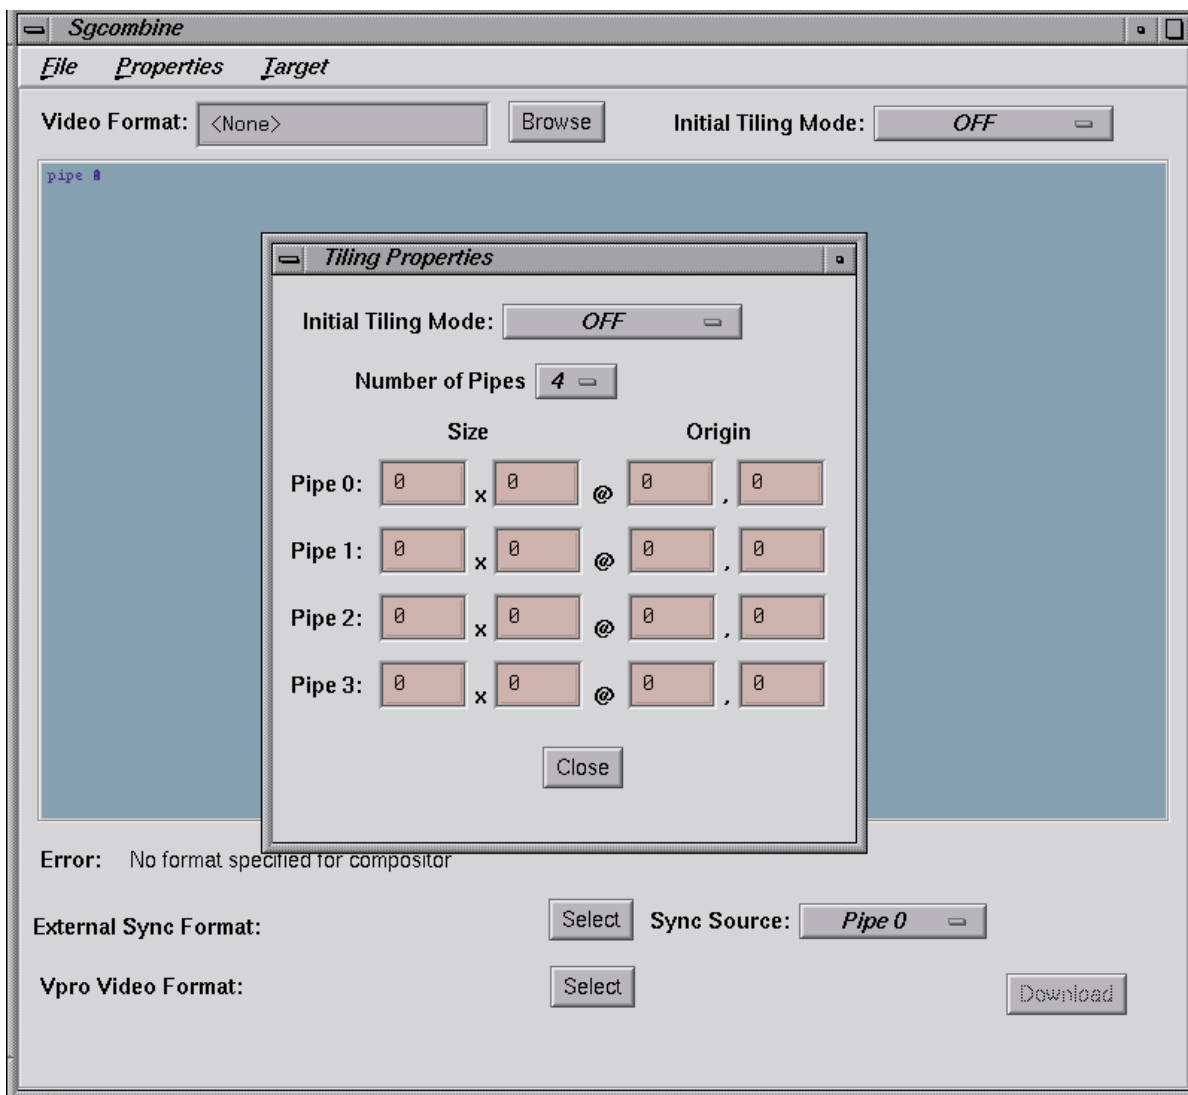 Sgcombine
File Properties Target
Video Format: <None> Browse Initial Tiling Mode: OFF
pipe
Tiling Properties
Initial Tiling Mode: OFF
Number of Pipes 4
Size Origin
Pipe 0: 0 x 0 @ 0 , 0
Pipe 1: 0 x 0 @ 0 , 0
Pipe 2: 0 x 0 @ 0 , 0
Pipe 3: 0 x 0 @ 0 , 0
Close
Error: No format specified for compositor
External Sync Format: Select Sync Source: Pipe 0
Vpro Video Format: Select Download